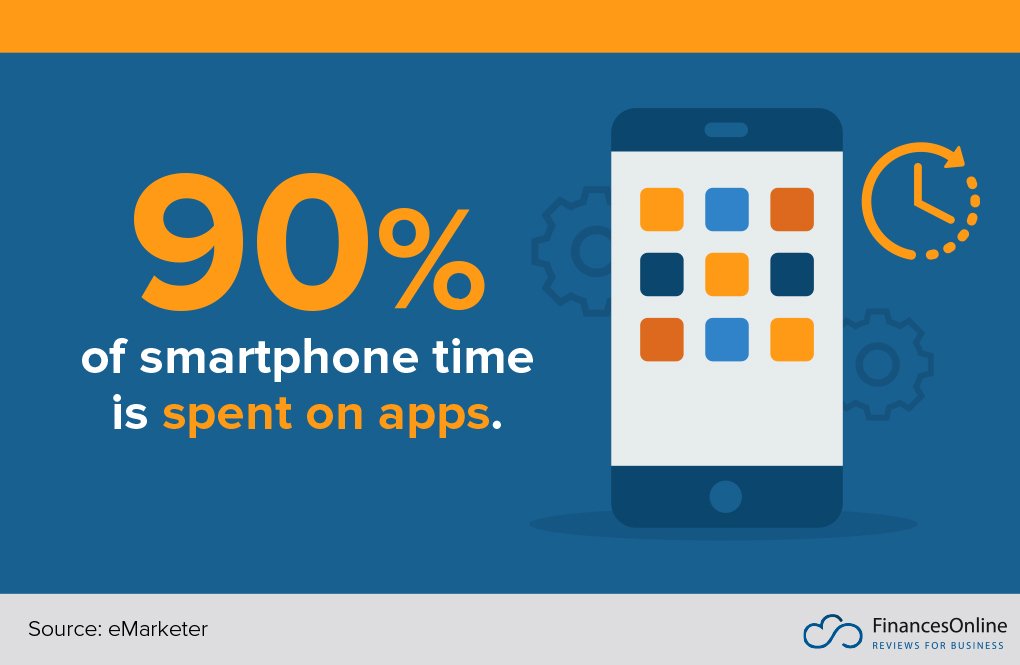 90%
of smartphone time
is spent on apps.
Source: eMarketer
FinancesOnline
REVIEWS FOR BUSINESS